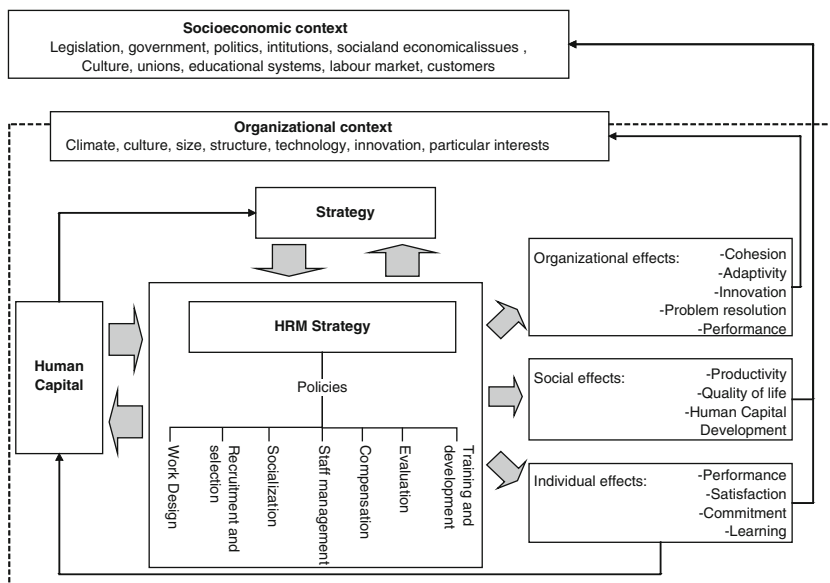 Socioeconomic context
Legislation, government, politics, intitutions, socialand economicalissues ,
Culture, unions, educational systems, labour market, customers
Organizational context
Climate, culture, size, structure, technology, innovation, particular interests
Strategy
Human
Capital
HRM Strategy
Policies
Work Design
Recruitment and
selection
Socialization
Staff management
Compensation
Evaluation
Training and
development
Organizational effects:
-Cohesion
-Adaptivity
-Innovation
-Problem resolution
-Performance
Social effects:
-Productivity
-Quality of life
-Human Capital
Development
Individual effects:
-Performance
-Satisfaction
-Commitment
-Learning